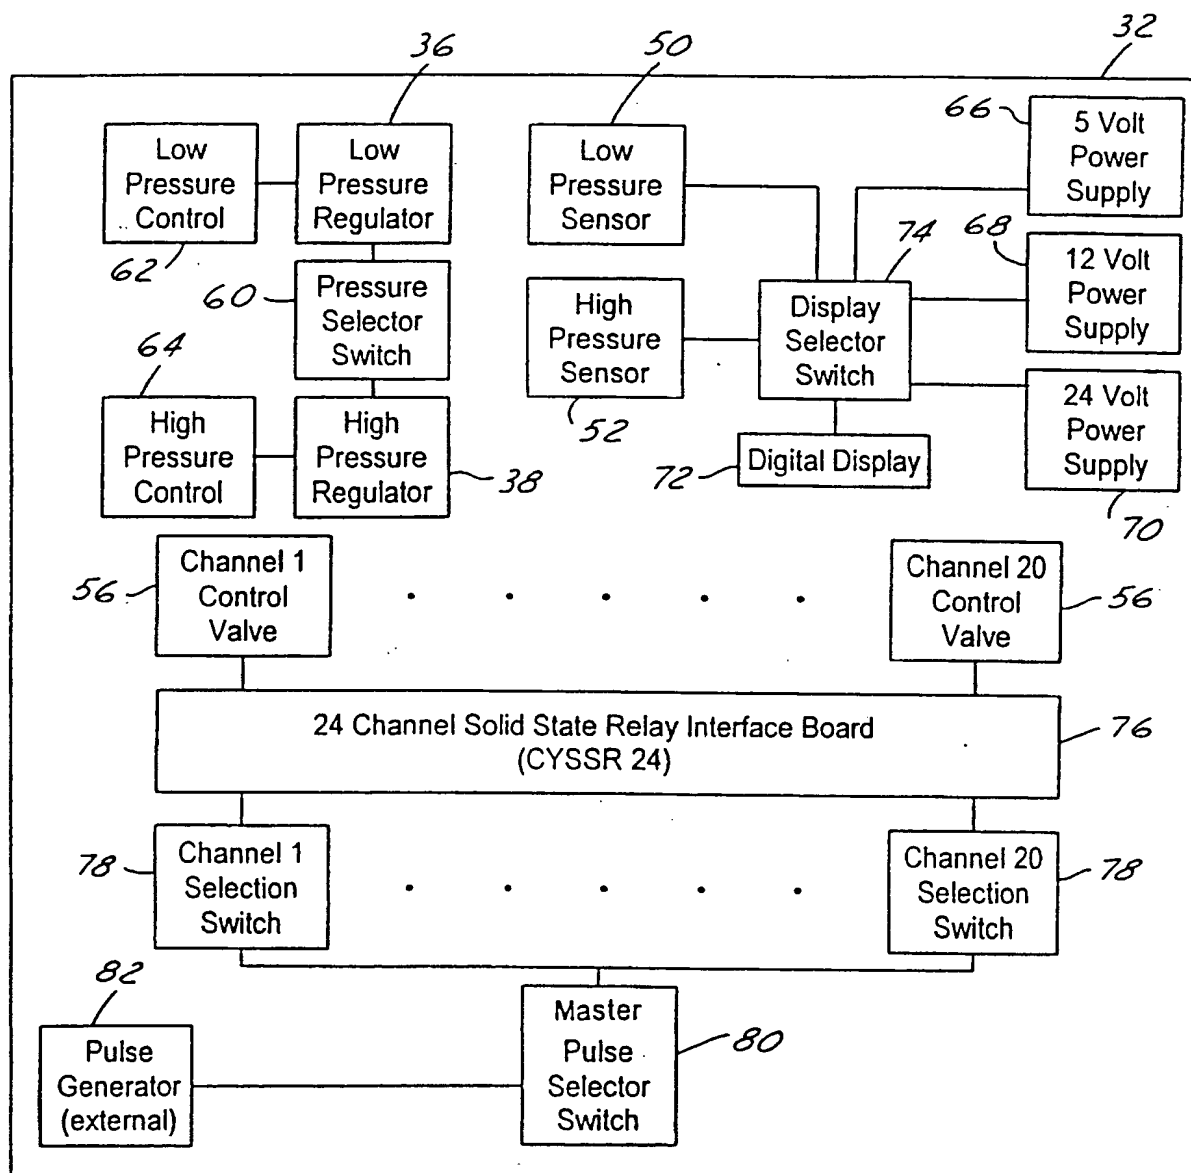 32
36
50
Low
Pressure
Control
62
Low
Pressure
Regulator
Low
Pressure
Sensor
66
5 Volt
Power
Supply
60
Pressure
Selector
Switch
High
Pressure
Sensor
52
74
Display
Selector
Switch
68
12 Volt
Power
Supply
64
High
Pressure
Control
High
Pressure
Regulator
38
72
Digital Display
24 Volt
Power
Supply
70
56
Channel 1
Control
Valve
Channel 20
Control
Valve
56
24 Channel Solid State Relay Interface Board
(CYSSR 24)
76
78
Channel 1
Selection
Switch
Channel 20
Selection
Switch
78
82
Pulse
Generator
(external)
Master
Pulse
Selector
Switch
80